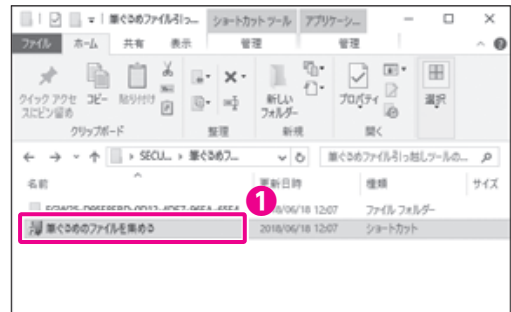 筆ぐるめファイル引っ...
ショートカット ツール
アプリケーシ...
ファイル
ホーム
共有
表示
管理
管理
クイック アクセスにピン留め
コピー
貼り付け
新しいフォルダー
プロパティ
選択
クリップボード
整理
新規
開く
SECU...
筆ぐるめフ...
筆ぐるめファイル引っ越しツールの...
名前
更新日時
種類
サイズ
2018/06/18 12:07
ファイル フォルダー
1
筆ぐるめのファイルを集める
2018/06/18 12:07
ショートカット